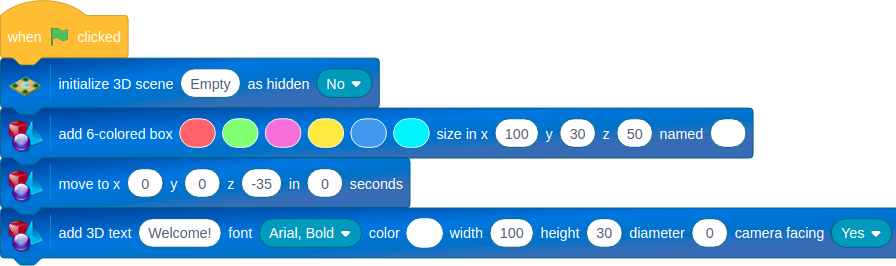 when clicked
initialize 3D scene Empty as hidden No
add 6-colored box size in x 100 y 30 z 50 named
move to x 0 y 0 z -35 in 0 seconds
add 3D text Welcome! font Arial, Bold color width 100 height 30 diameter 0 camera facing Yes